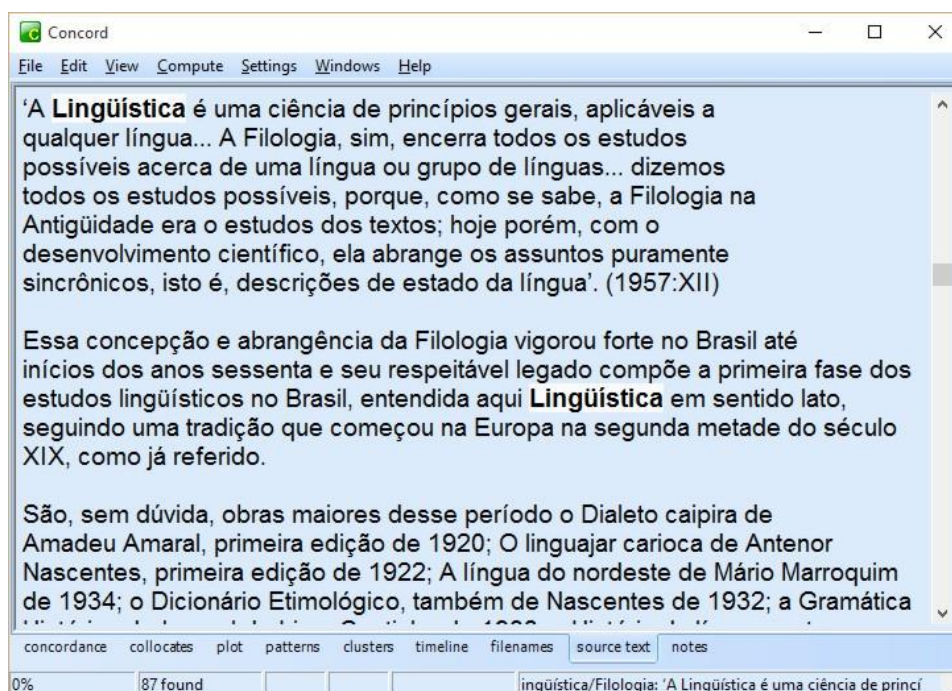 Concord
File Edit View Compute Settings Windows Help
‘A Lingüística é uma ciência de princípios gerais, aplicáveis a
qualquer língua... A Filologia, sim, encerra todos os estudos
possíveis acerca de uma língua ou grupo de línguas... dizemos
todos os estudos possíveis, porque, como se sabe, a Filologia na
Antigüidade era o estudos dos textos; hoje porém, com o
desenvolvimento científico, ela abrange os assuntos puramente
sincrônicos, isto é, descrições de estado da língua’. (1957:XII)
Essa concepção e abrangência da Filologia vigorou forte no Brasil até
inícios dos anos sessenta e seu respeitável legado compõe a primeira fase dos
estudos lingüísticos no Brasil, entendida aqui Lingüística em sentido lato,
seguindo uma tradição que começou na Europa na segunda metade do século
XIX, como já referido.
São, sem dúvida, obras maiores desse período o Dialeto caipira de
Amadeu Amaral, primeira edição de 1920; O linguajar carioca de Antenor
Nascentes, primeira edição de 1922; A língua do nordeste de Mário Marroquim
de 1934; o Dicionário Etimológico, também de Nascentes de 1932; a Gramática
concordance collocates plot patterns clusters timeline filenames source text notes
0% 87 found ingüística/Filologia: ‘A Lingüística é uma ciência de princí